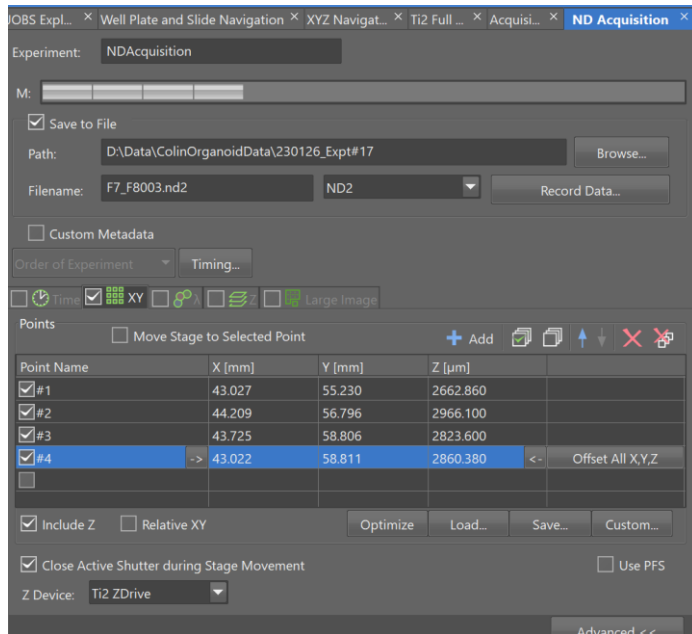 JOBS Expl... × Well Plate and Slide Navigation × XYZ Navigat... × Ti2 Full ... × Acquisi... × ND Acquisition ×
Experiment: NDAcquisition
M:
Save to File
Path: D:\Data\ColinOrganoidData\230126_Expt#17 Browse...
Filename: F7_F8003.nd2 ND2 Record Data...
Custom Metadata
Order of Experiment Timing...
Time XY λ Z Large Image
Points
Move Stage to Selected Point Add
Point Name X [mm] Y [mm] Z [µm]
#1 43.027 55.230 2662.860
#2 44.209 56.796 2966.100
#3 43.725 58.806 2823.600
#4 -> 43.022 58.811 2860.380 <- Offset All X,Y,Z
Include Z Relative XY Optimize Load... Save... Custom...
Close Active Shutter during Stage Movement Use PFS
Z Device: Ti2 ZDrive
Advanced <<